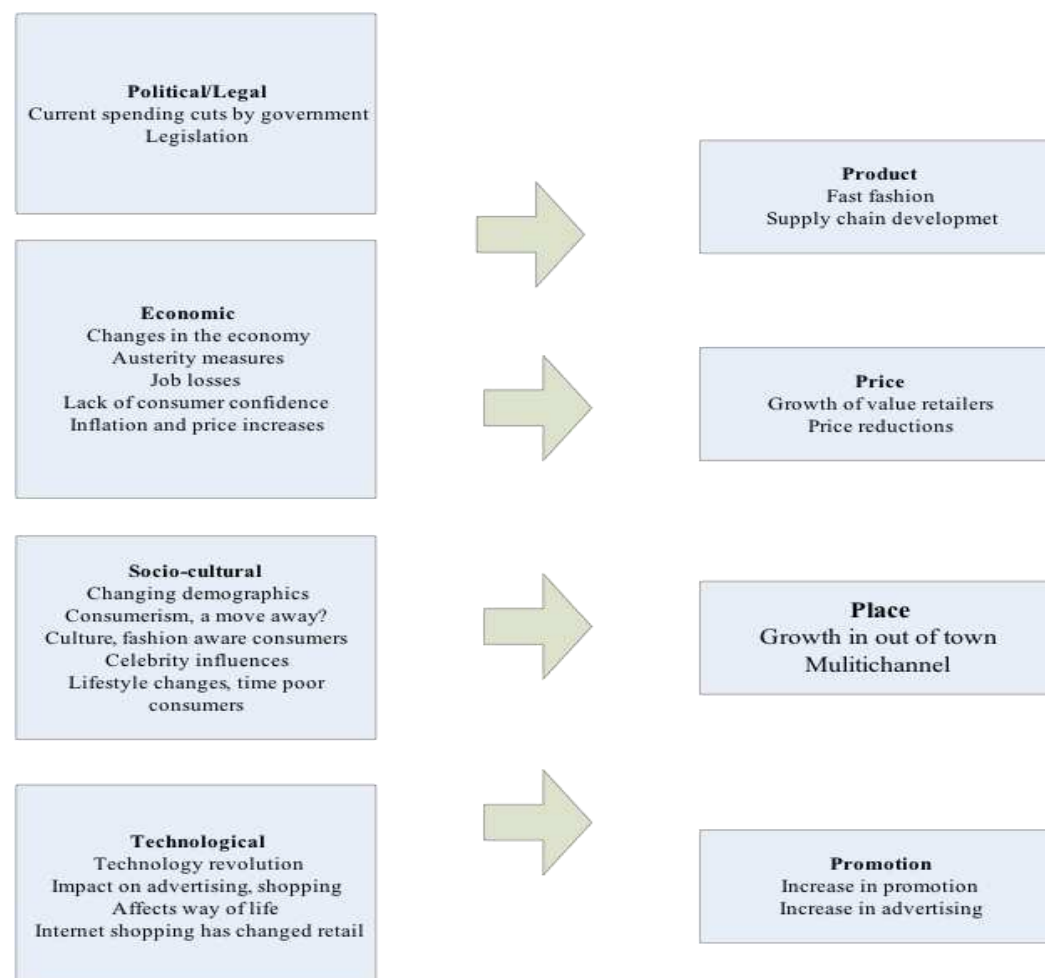 Political/Legal
Current spending cuts by government
Legislation
Economic
Changes in the economy
Austerity measures
Job losses
Lack of consumer confidence
Inflation and price increases
Socio-cultural
Changing demographics
Consumerism, a move away?
Culture, fashion aware consumers
Celebrity influences
Lifestyle changes, time poor
consumers
Technological
Technology revolution
Impact on advertising, shopping
Affects way of life
Internet shopping has changed retail
Product
Fast fashion
Supply chain developmet
Price
Growth of value retailers
Price reductions
Place
Growth in out of town
Mulitichannel
Promotion
Increase in promotion
Increase in advertising